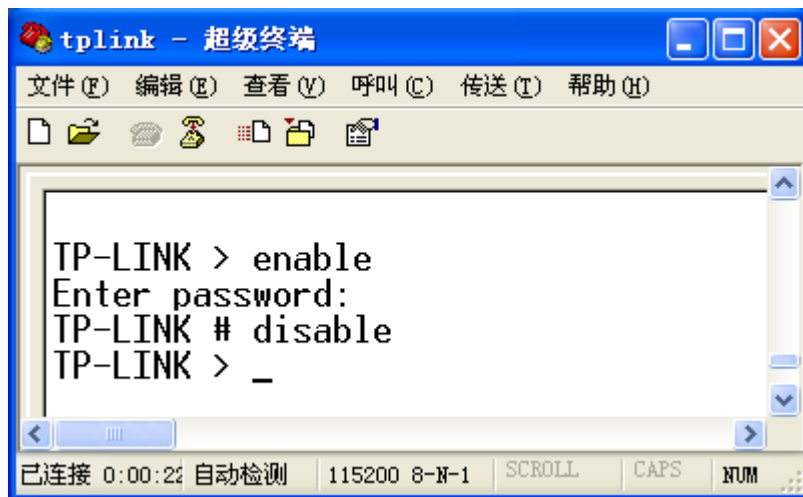 tplink - 超级终端
文件(F) 编辑(E) 查看(V) 呼叫(C) 传送(T) 帮助(H)
TP-LINK > enable
Enter password:
TP-LINK # disable
TP-LINK > _
已连接 0:00:22 自动检测 115200 8-N-1 SCROLL CAPS NUM